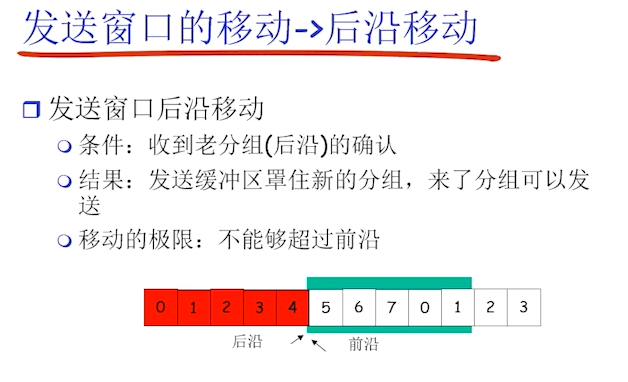 发送窗口的移动->后沿移动
发送窗口后沿移动
条件：收到老分组(后沿)的确认
结果：发送缓冲区罩住新的分组，来了分组可以发
送
移动的极限：不能够超过前沿
0 1 2 3 4 5 6 7 0 1 2 3
后沿 前沿